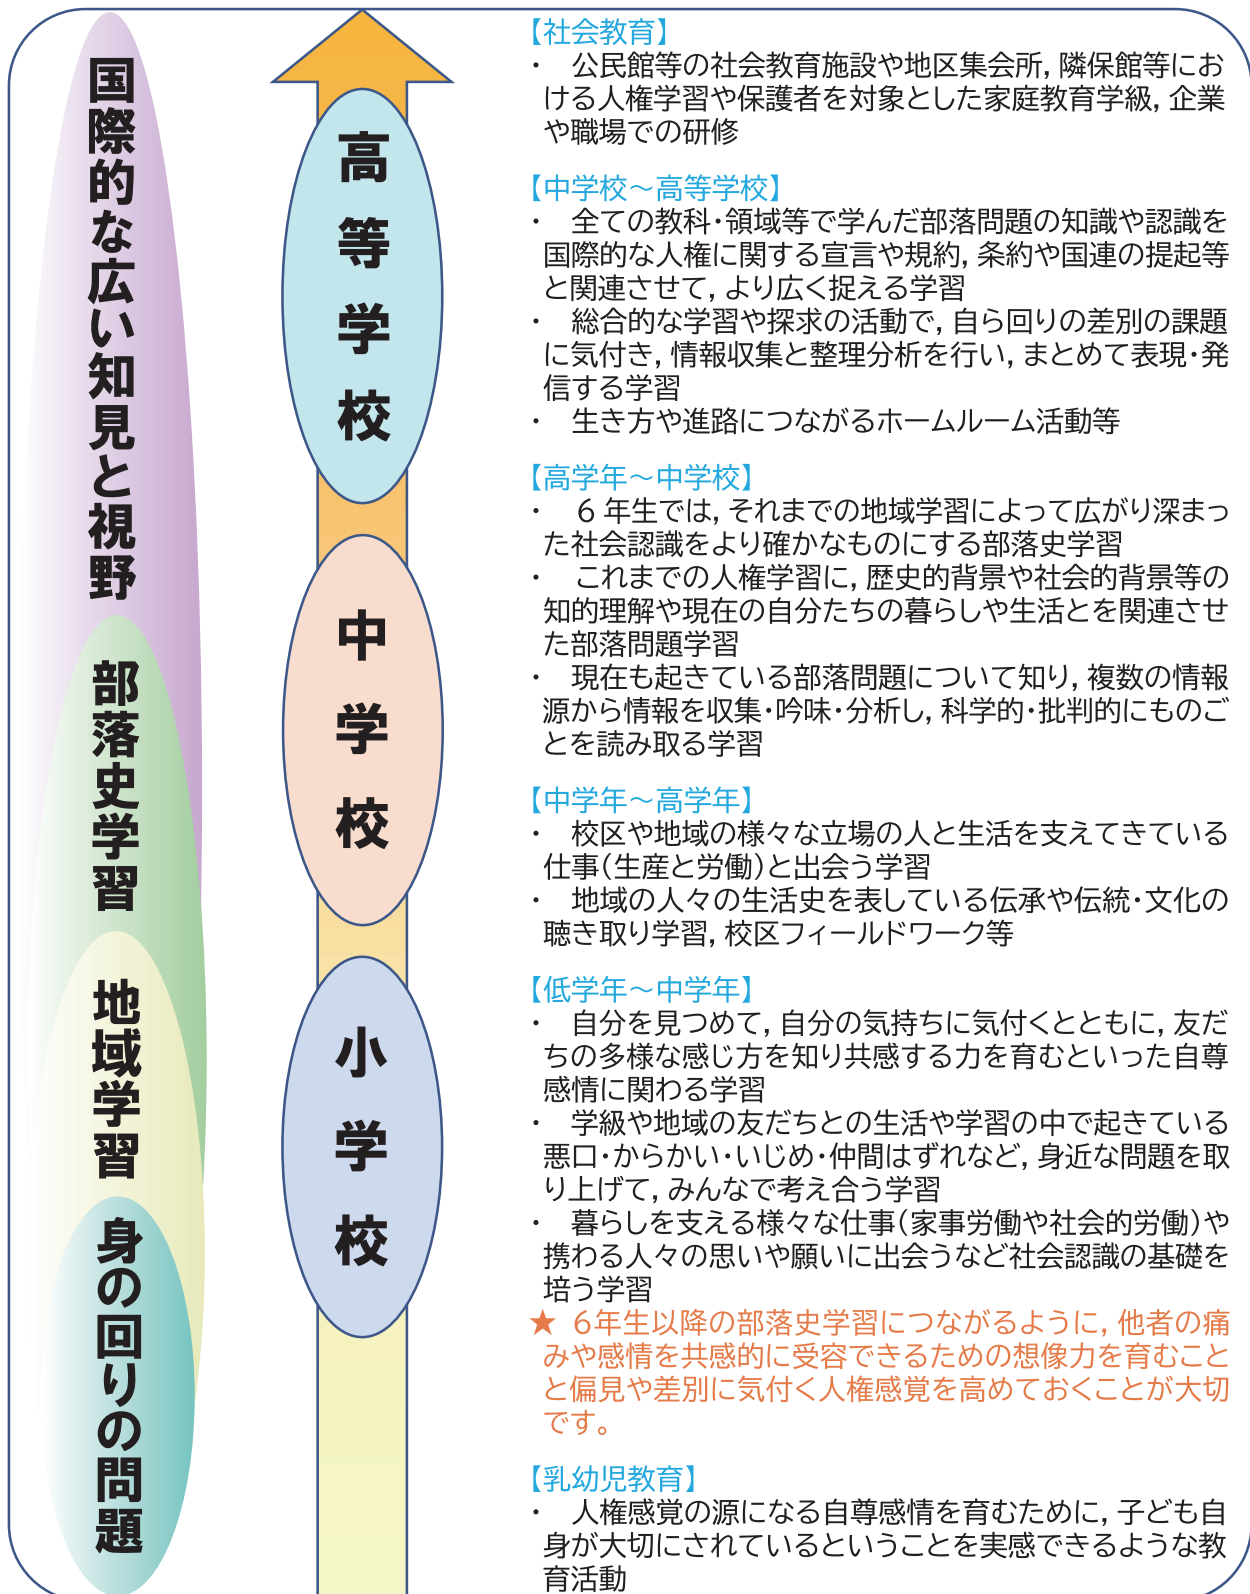 国際的な広い知見と視野
部落史学習
地域学習
身の回りの問題
高等学校
中学校
小学校
【社会教育】
・　公民館等の社会教育施設や地区集会所，隣保館等にお
ける人権学習や保護者を対象とした家庭教育学級，企業
や職場での研修
【中学校～高等学校】
・　全ての教科・領域等で学んだ部落問題の知識や認識を
国際的な人権に関する宣言や規約，条約や国連の提起等
と関連させて，より広く捉える学習
・　総合的な学習や探求の活動で，自ら回りの差別の課題
に気付き，情報収集と整理分析を行い，まとめて表現・発
信する学習
・　生き方や進路につながるホームルーム活動等
【高学年～中学校】
・　６年生では，それまでの地域学習によって広がり深まっ
た社会認識をより確かなものにする部落史学習
・　これまでの人権学習に，歴史的背景や社会的背景等の
知的理解や現在の自分たちの暮らしや生活とを関連させ
た部落問題学習
・　現在も起きている部落問題について知り，複数の情報
源から情報を収集・吟味・分析し，科学的・批判的にものご
とを読み取る学習
【中学年～高学年】
・　校区や地域の様々な立場の人と生活を支えてきている
仕事（生産と労働）と出会う学習
・　地域の人々の生活史を表している伝承や伝統・文化の
聴き取り学習，校区フィールドワーク等
【低学年～中学年】
・　自分を見つめて，自分の気持ちに気付くとともに，友だ
ちの多様な感じ方を知り共感する力を育むといった自尊
感情に関わる学習
・　学級や地域の友だちとの生活や学習の中で起きている
悪口・からかい・いじめ・仲間はずれなど，身近な問題を取
り上げて，みんなで考え合う学習
・　暮らしを支える様々な仕事（家事労働や社会的労働）や
携わる人々の思いや願いに出会うなど社会認識の基礎を
培う学習
★ ６年生以降の部落史学習につながるように，他者の痛
みや感情を共感的に受容できるための想像力を育むこと
と偏見や差別に気付く人権感覚を高めておくことが大切
です。
【乳幼児教育】
・　人権感覚の源になる自尊感情を育むために，子ども自
身が大切にされているということを実感できるような教
育活動